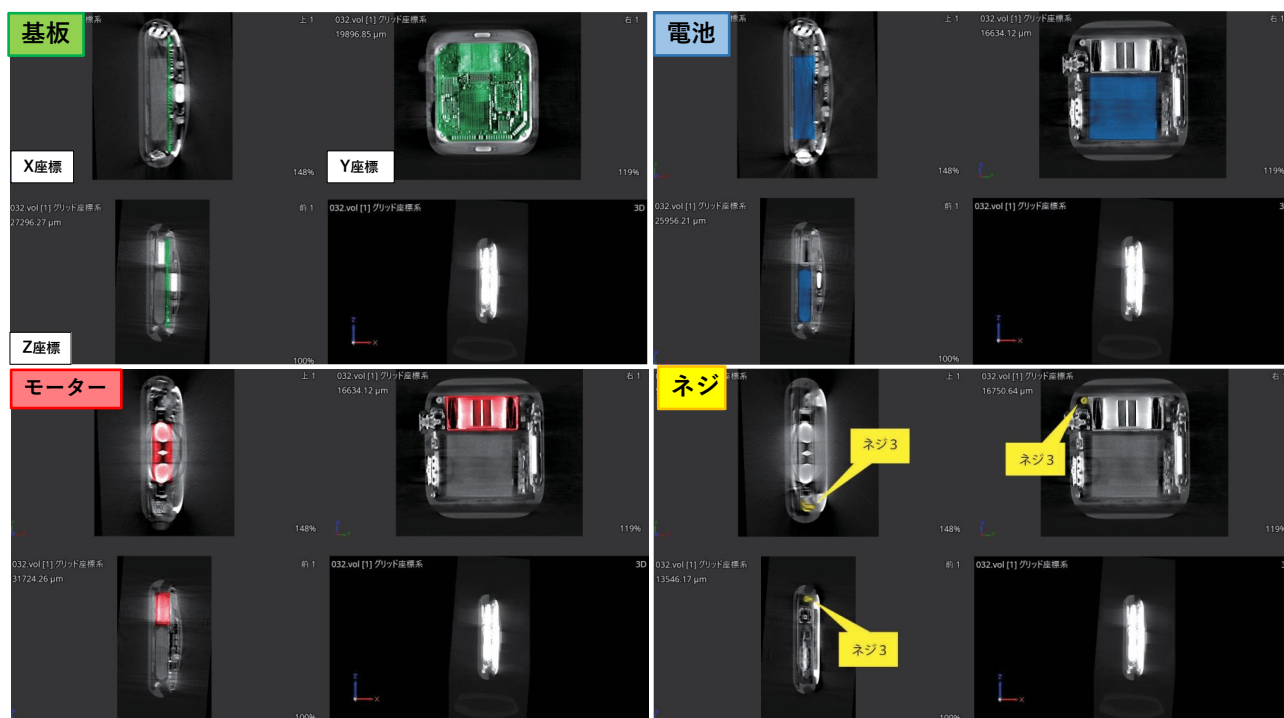 基板
座標系
上 1
032.vol [1] グリッド座標系
右 1
19896.85 µm
X座標
148%
Y座標
119%
032.vol [1] グリッド座標系
前 1
27296.27 µm
032.vol [1] グリッド座標系
3D
Z
X
Z座標
100%
電池
標系
上 1
032.vol [1] グリッド座標系
右 1
16634.12 µm
148%
119%
032.vol [1] グリッド座標系
前 1
25956.21 µm
032.vol [1] グリッド座標系
Z
X
100%
モーター
上 1
032.vol [1] グリッド座標系
右 1
16634.12 µm
148%
119%
032.vol [1] グリッド座標系
前 1
31724.26 µm
032.vol [1] グリッド座標系
3D
Z
X
100%
ネジ
座標系
上 1
032.vol [1] グリッド座標系
右 1
16750.64 µm
ネジ 3
ネジ 3
148%
119%
032.vol [1] グリッド座標系
前 1
13546.17 µm
032.vol [1] グリッド座標系
ネジ 3
Z
X
100%